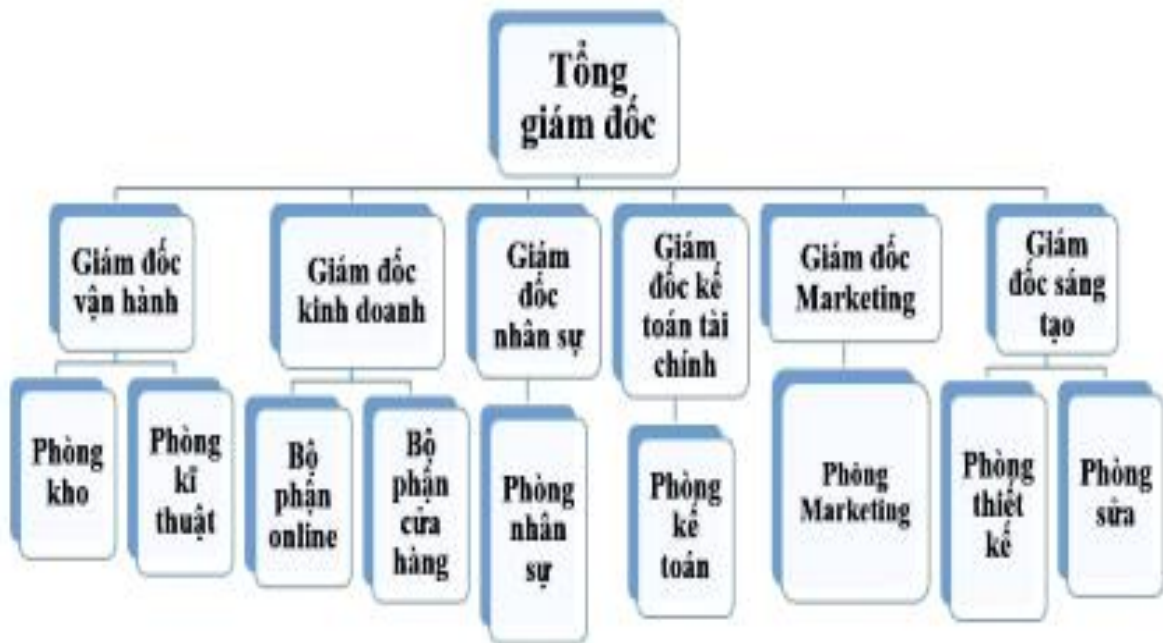 Tổng
giám đốc
Giám đốc
vận hành
Giám đốc
kinh doanh
Giám
đốc
nhân sự
Giám
đốc kế
toán tài
chính
Giám đốc
Marketing
Giám
đốc sáng
tạo
Phòng
kho
Phòng
kĩ
thuật
Bộ
phận
online
Bộ
phận
cửa
hàng
Phòng
nhân
sự
Phòng
kế
toán
Phòng
Marketing
Phòng
thiết
kế
Phòng
sửa